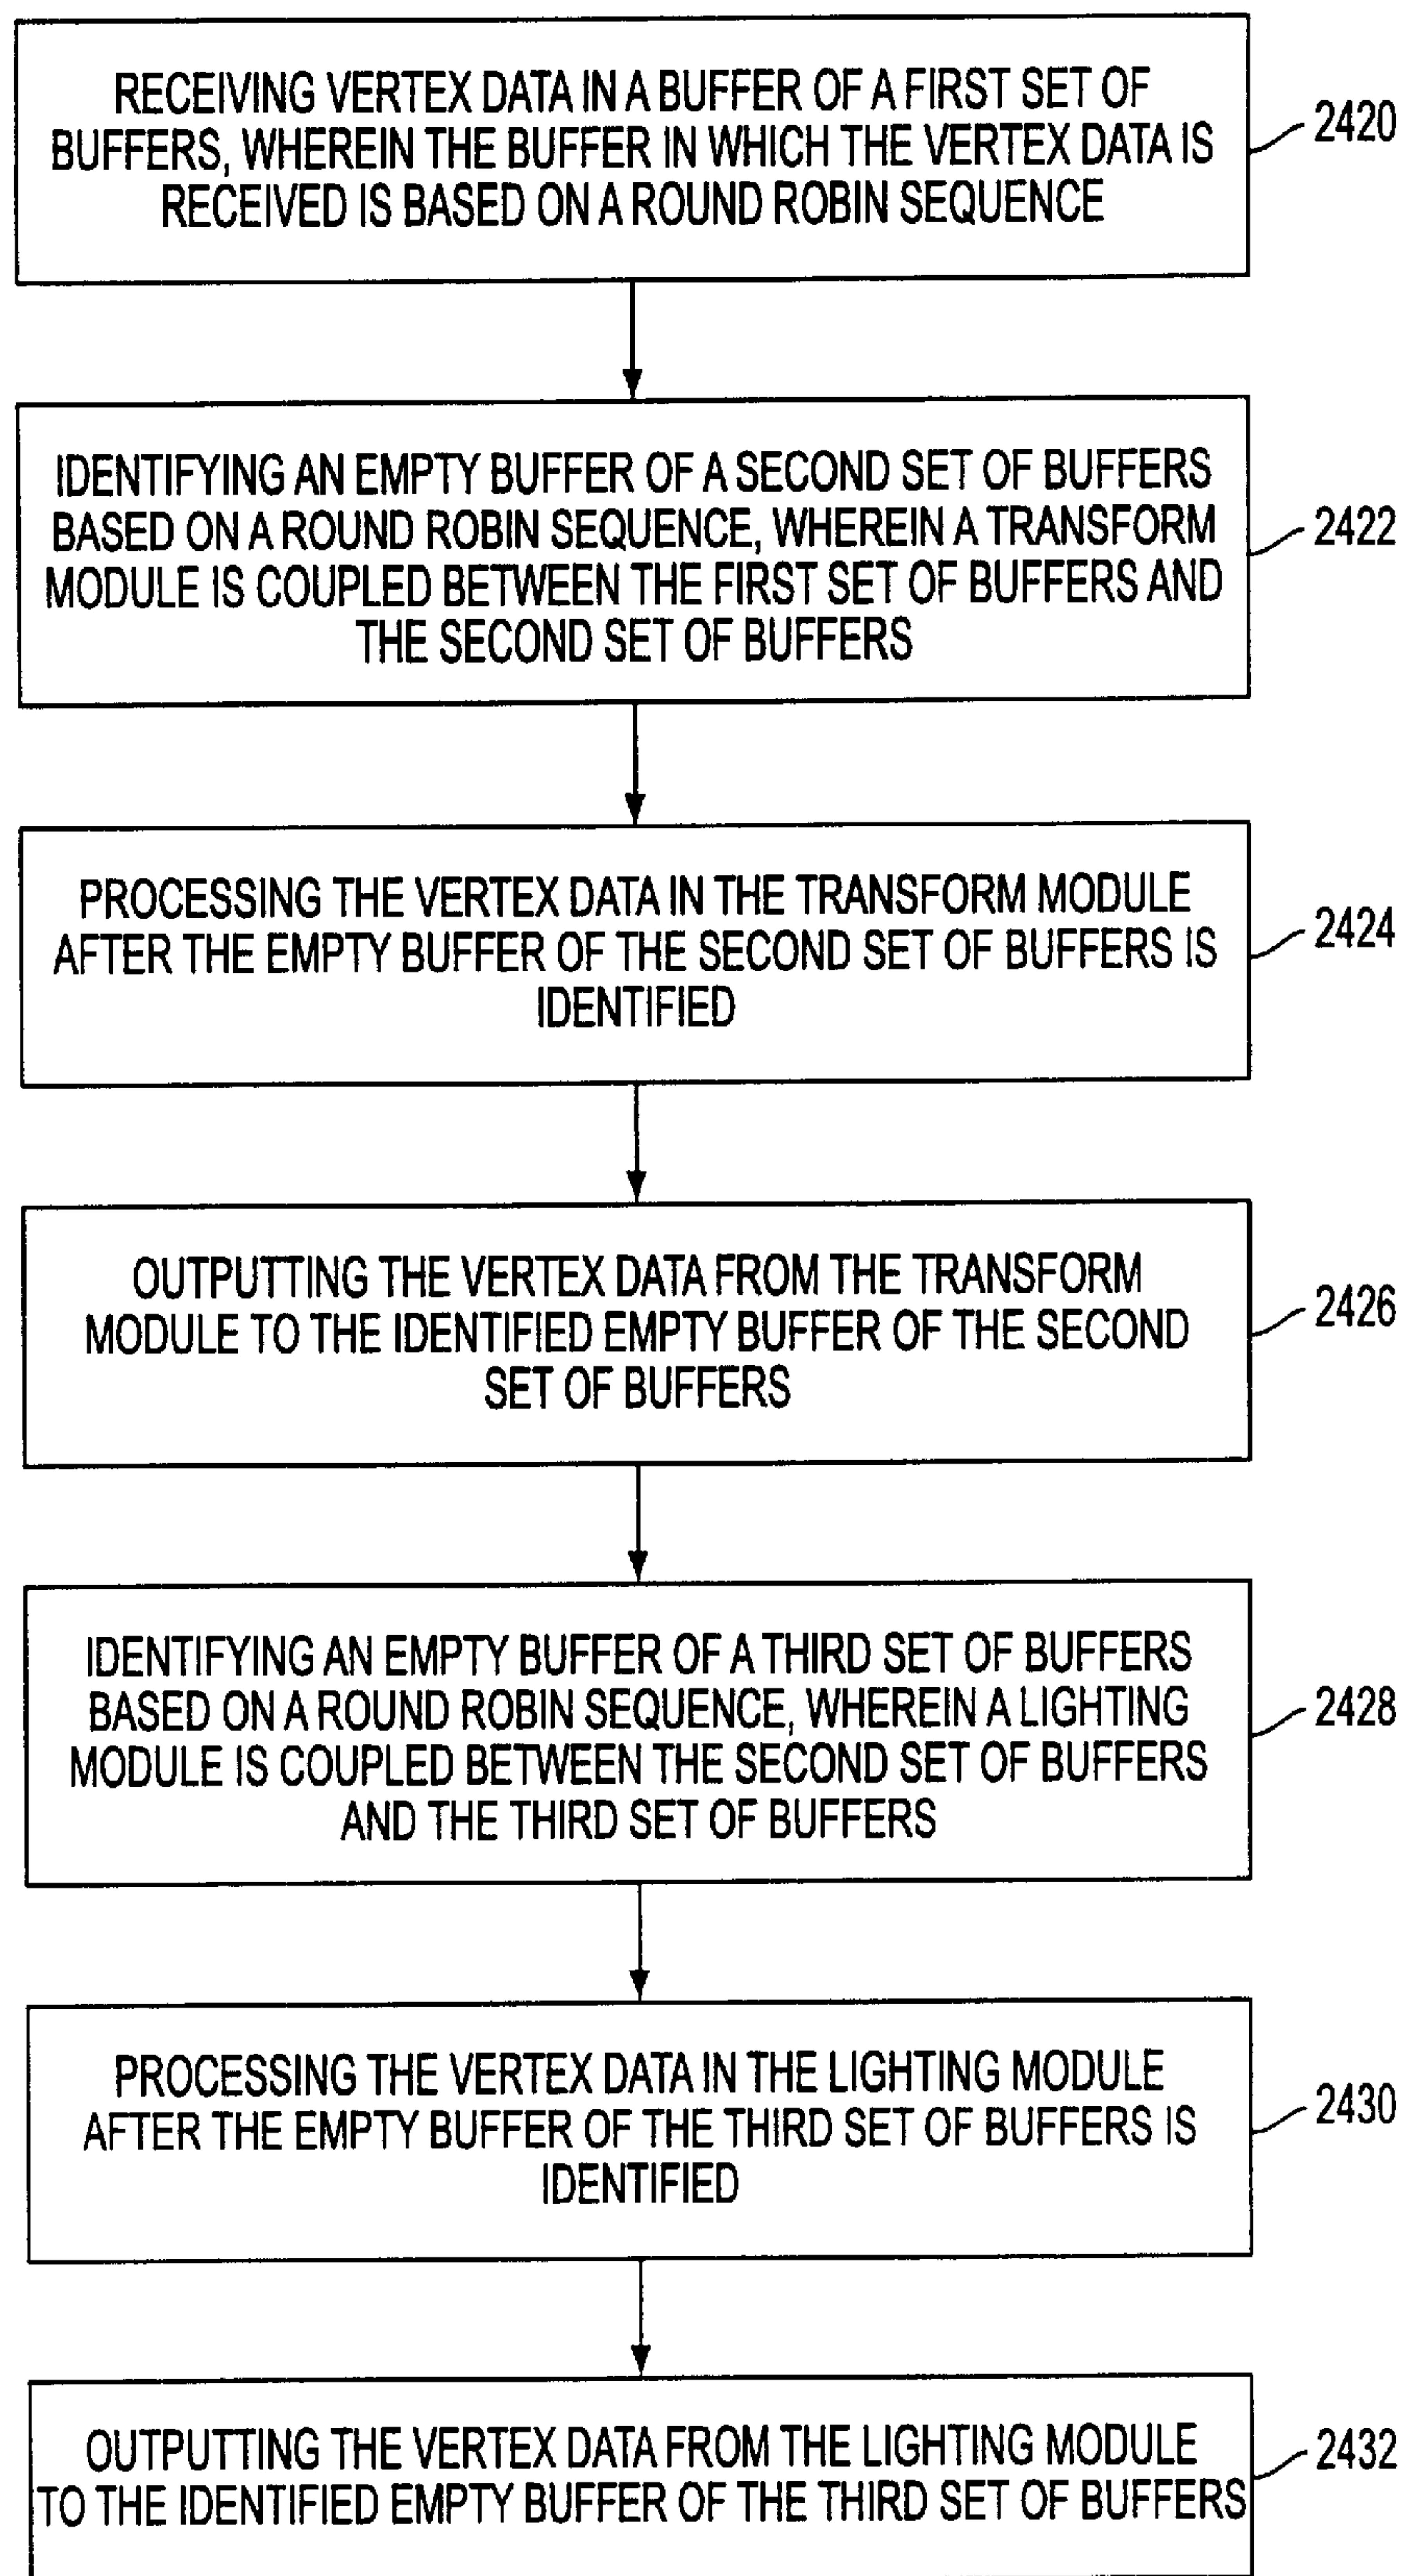 RECEIVING VERTEX DATA IN A BUFFER OF A FIRST SET OF
BUFFERS, WHEREIN THE BUFFER IN WHICH THE VERTEX DATA IS
RECEIVED IS BASED ON A ROUND ROBIN SEQUENCE
2420
IDENTIFYING AN EMPTY BUFFER OF A SECOND SET OF BUFFERS
BASED ON A ROUND ROBIN SEQUENCE, WHEREIN A TRANSFORM
MODULE IS COUPLED BETWEEN THE FIRST SET OF BUFFERS AND
THE SECOND SET OF BUFFERS
2422
PROCESSING THE VERTEX DATA IN THE TRANSFORM MODULE
AFTER THE EMPTY BUFFER OF THE SECOND SET OF BUFFERS IS
IDENTIFIED
2424
OUTPUTTING THE VERTEX DATA FROM THE TRANSFORM
MODULE TO THE IDENTIFIED EMPTY BUFFER OF THE SECOND
SET OF BUFFERS
2426
IDENTIFYING AN EMPTY BUFFER OF A THIRD SET OF BUFFERS
BASED ON A ROUND ROBIN SEQUENCE, WHEREIN A LIGHTING
MODULE IS COUPLED BETWEEN THE SECOND SET OF BUFFERS
AND THE THIRD SET OF BUFFERS
2428
PROCESSING THE VERTEX DATA IN THE LIGHTING MODULE
AFTER THE EMPTY BUFFER OF THE THIRD SET OF BUFFERS IS
IDENTIFIED
2430
OUTPUTTING THE VERTEX DATA FROM THE LIGHTING MODULE
TO THE IDENTIFIED EMPTY BUFFER OF THE THIRD SET OF BUFFERS
2432